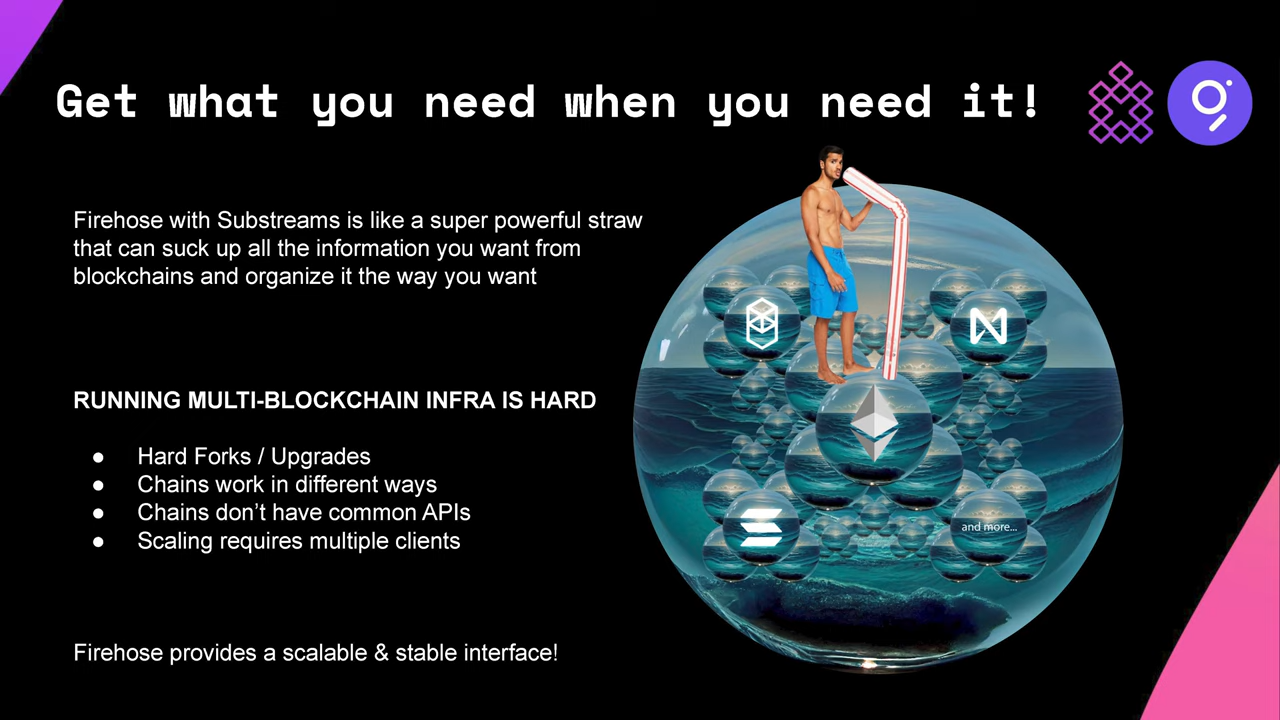 Get what you need when you need it!
Firehose with Substreams is like a super powerful straw
that can suck up all the information you want from
blockchains and organize it the way you want
RUNNING MULTI-BLOCKCHAIN INFRA IS HARD
● Hard Forks / Upgrades
● Chains work in different ways
● Chains don’t have common APIs
● Scaling requires multiple clients
and more...
Firehose provides a scalable & stable interface!